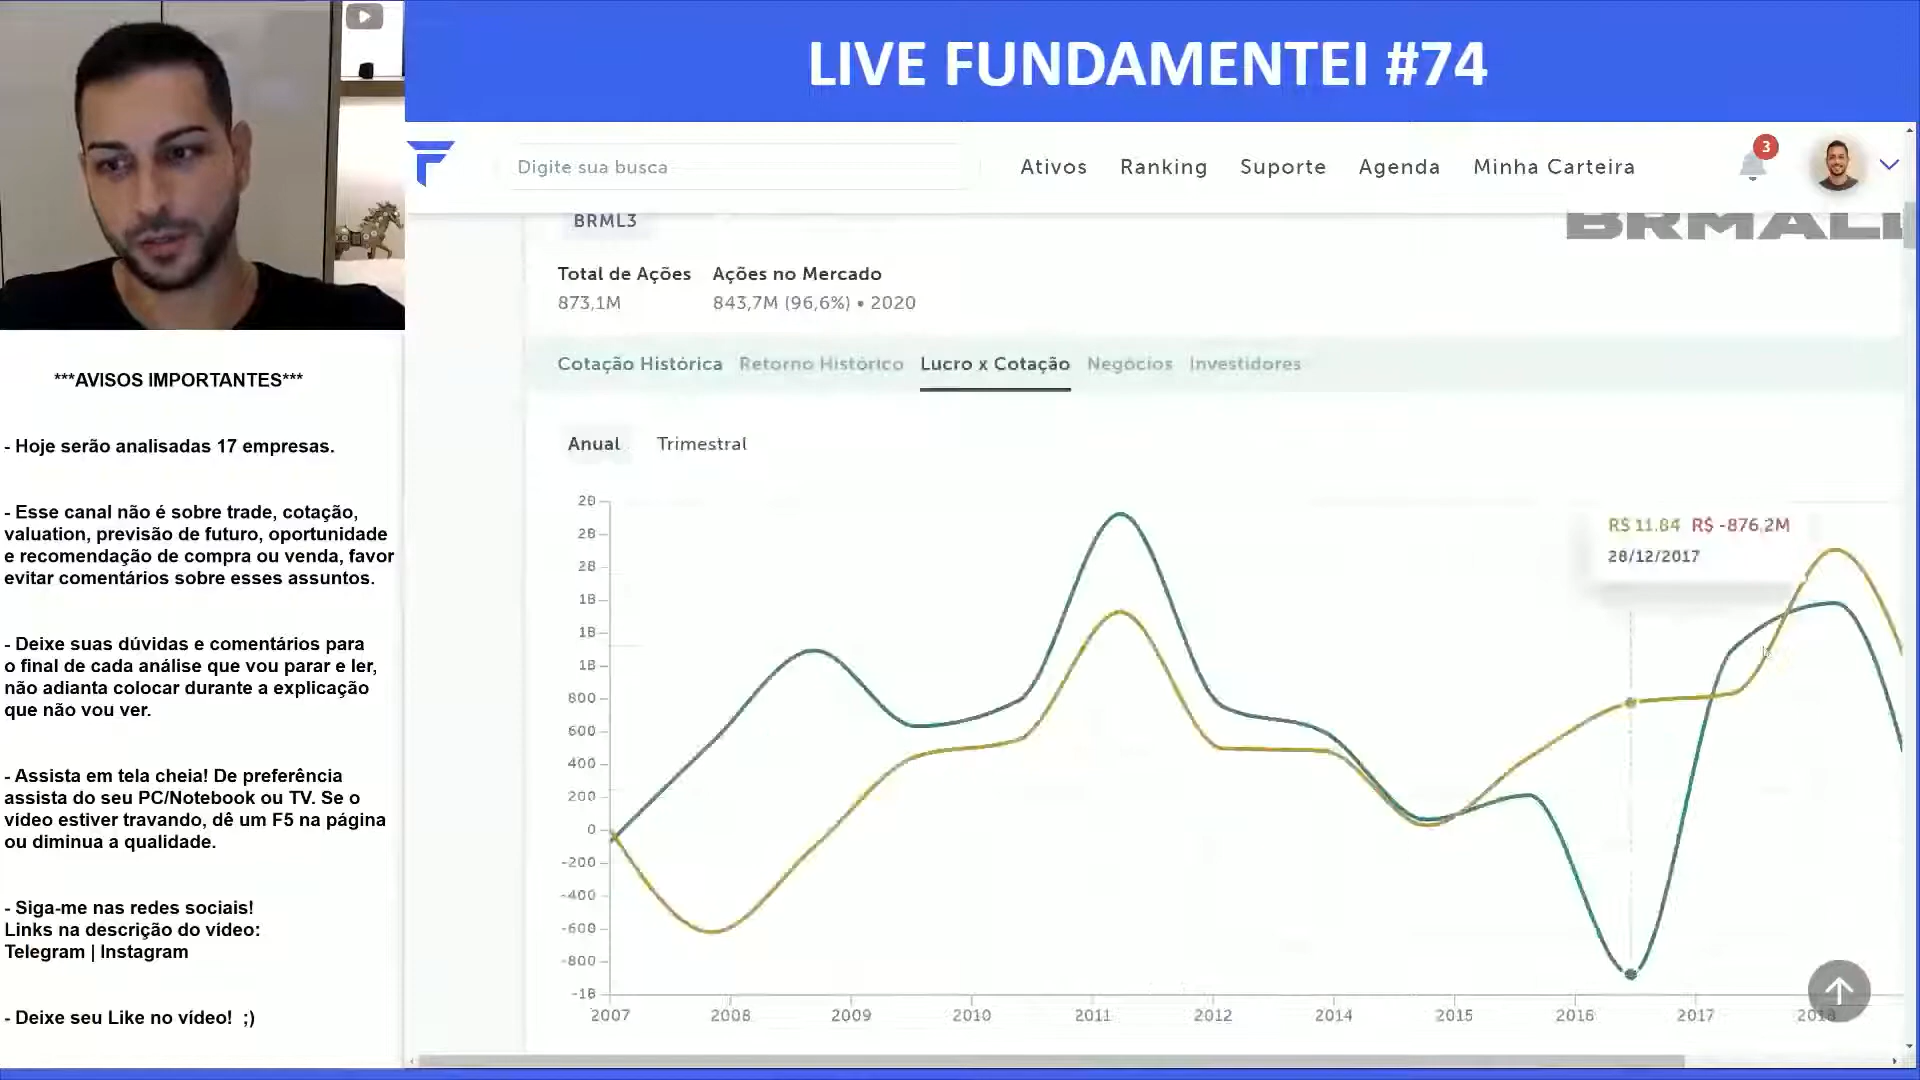 LIVE FUNDAMENTEI #74
Digite sua busca
Ativos
Ranking
Suporte
Agenda
Minha Carteira
3
BRML3
Total de Ações
Ações no Mercado
873,1M
843,7M (96,6%) • 2020
Cotação Histórica
Retorno Histórico
Lucro x Cotação
Negócios
Investidores
Anual
Trimestral
R$ 11.84 R$ -876.2M
28/12/2017
2B
2B
2B
1B
1B
1B
800
600
400
200
0
-200
-400
-600
-800
-1B
2007
2008
2009
2010
2011
2012
2014
2015
2016
2017
2018
***AVISOS IMPORTANTES***
- Hoje serão analisadas 17 empresas.
- Esse canal não é sobre trade, cotação,
valuation, previsão de futuro, oportunidade
e recomendação de compra ou venda, favor
evitar comentários sobre esses assuntos.
- Deixe suas dúvidas e comentários para
o final de cada análise que vou parar e ler,
não adianta colocar durante a explicação
que não vou ver.
- Assista em tela cheia! De preferência
assista do seu PC/Notebook ou TV. Se o
vídeo estiver travando, dê um F5 na página
ou diminua a qualidade.
- Siga-me nas redes sociais!
Links na descrição do vídeo:
Telegram | Instagram
- Deixe seu Like no vídeo! ;)